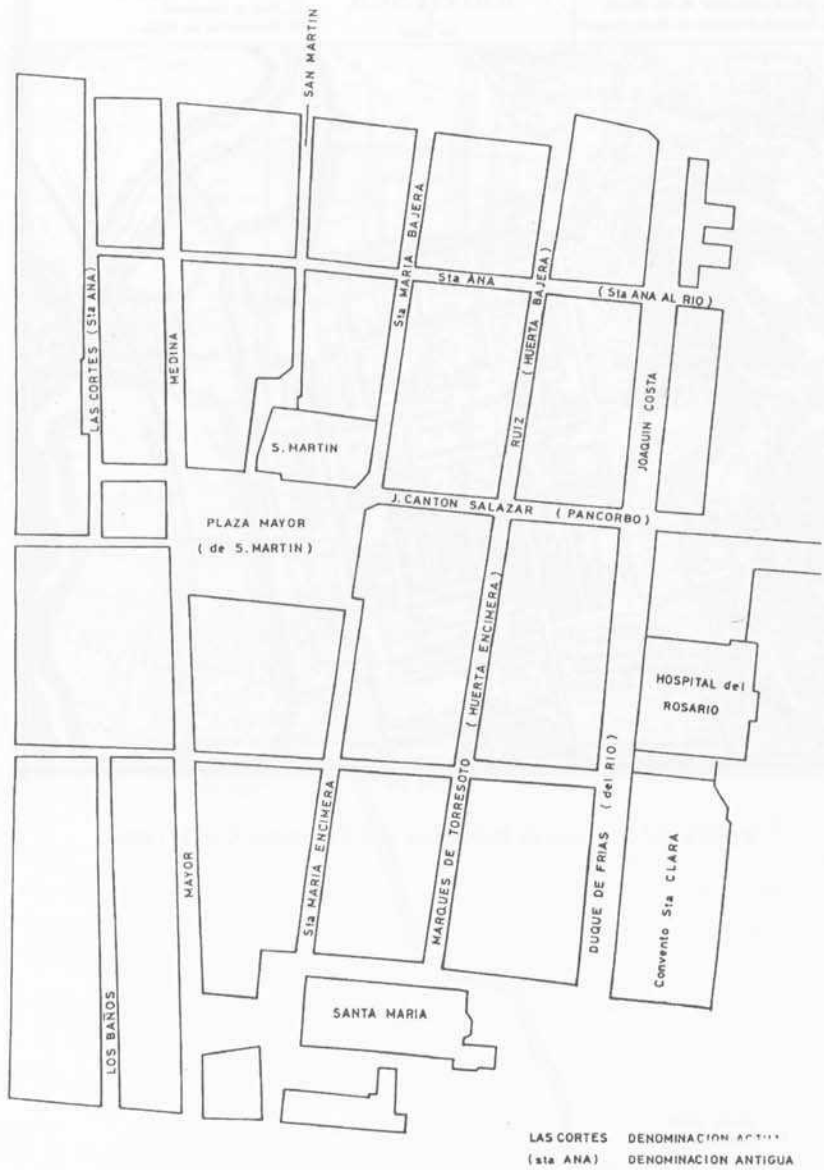 SAN MARTIN
LAS CORTES (Sta ANA)
MEDINA
Sta MARIA BAJERA
Sta ANA
(Sta ANA AL RIO)
RUIZ (HUERTA BAJERA)
JOAQUIN COSTA
S. MARTIN
J. CANTON SALAZAR (PANCORBO)
PLAZA MAYOR
(de S. MARTIN)
(HUERTA ENCIMERA)
HOSPITAL del
ROSARIO
MAYOR
Sta MARIA ENCIMERA
MARQUES DE TORRESOTO
DUQUE DE FRIAS (del RIO)
Convento Sta CLARA
LOS BAÑOS
SANTA MARIA
LAS CORTES DENOMINACION
(sta ANA) DENOMINACION ANTIGUA